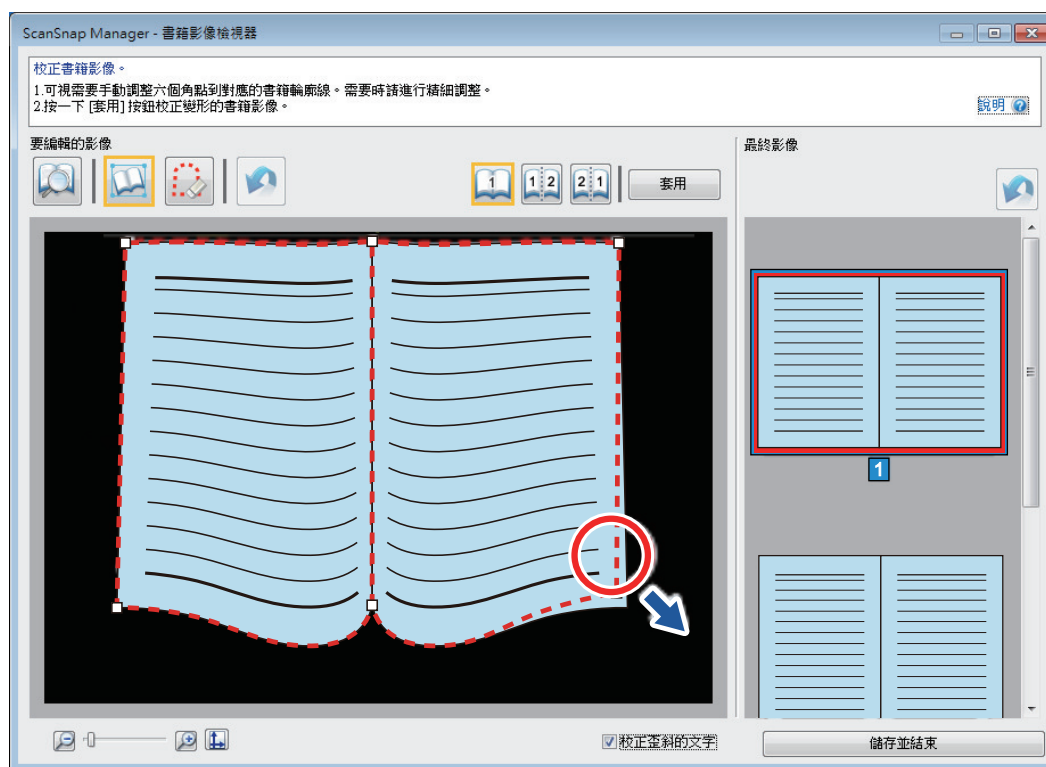 ScanSnap Manager - 書籍影像檢視器
校正書籍影像。
1.可視需要手動調整六個角點到對應的書籍輪廓線。需要時請進行精細調整。
2.按一下 [套用] 按鈕校正變形的書籍影像。
說明
要編輯的影像
最終影像
1
1 2
2 1
套用
1
校正歪斜的文字
儲存並結束